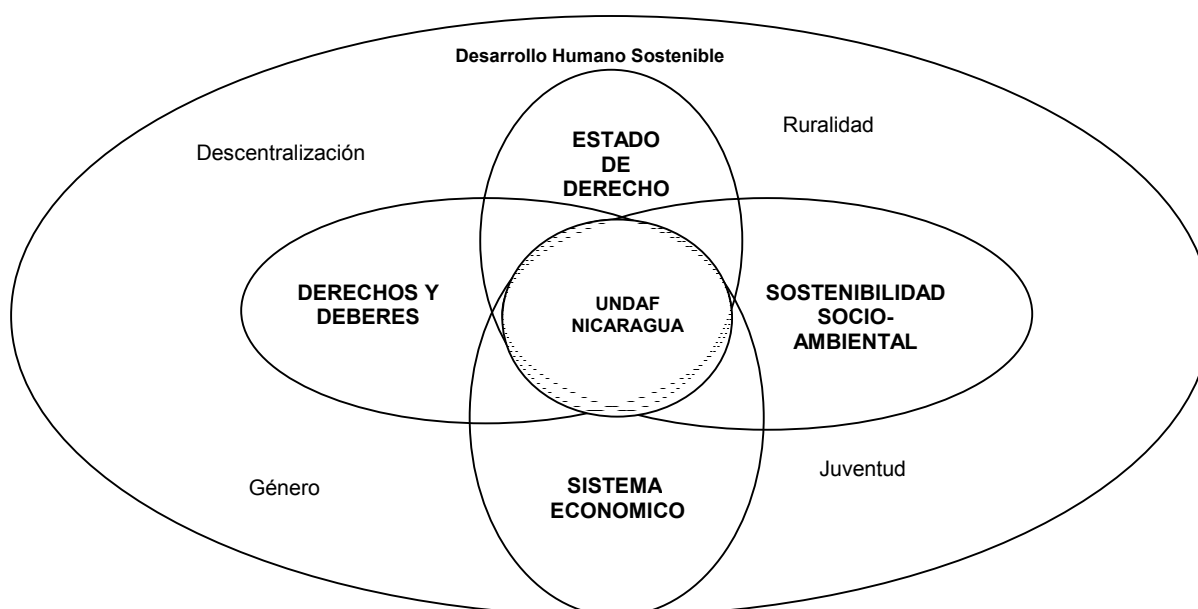 Desarrollo Humano Sostenible
Ruralidad
Descentralización
ESTADO
DE
DERECHO
DERECHOS Y
DEBERES
UNDAF
NICARAGUA
SOSTENIBILIDAD
SOCIO-
AMBIENTAL
Género
SISTEMA
ECONOMICO
Juventud